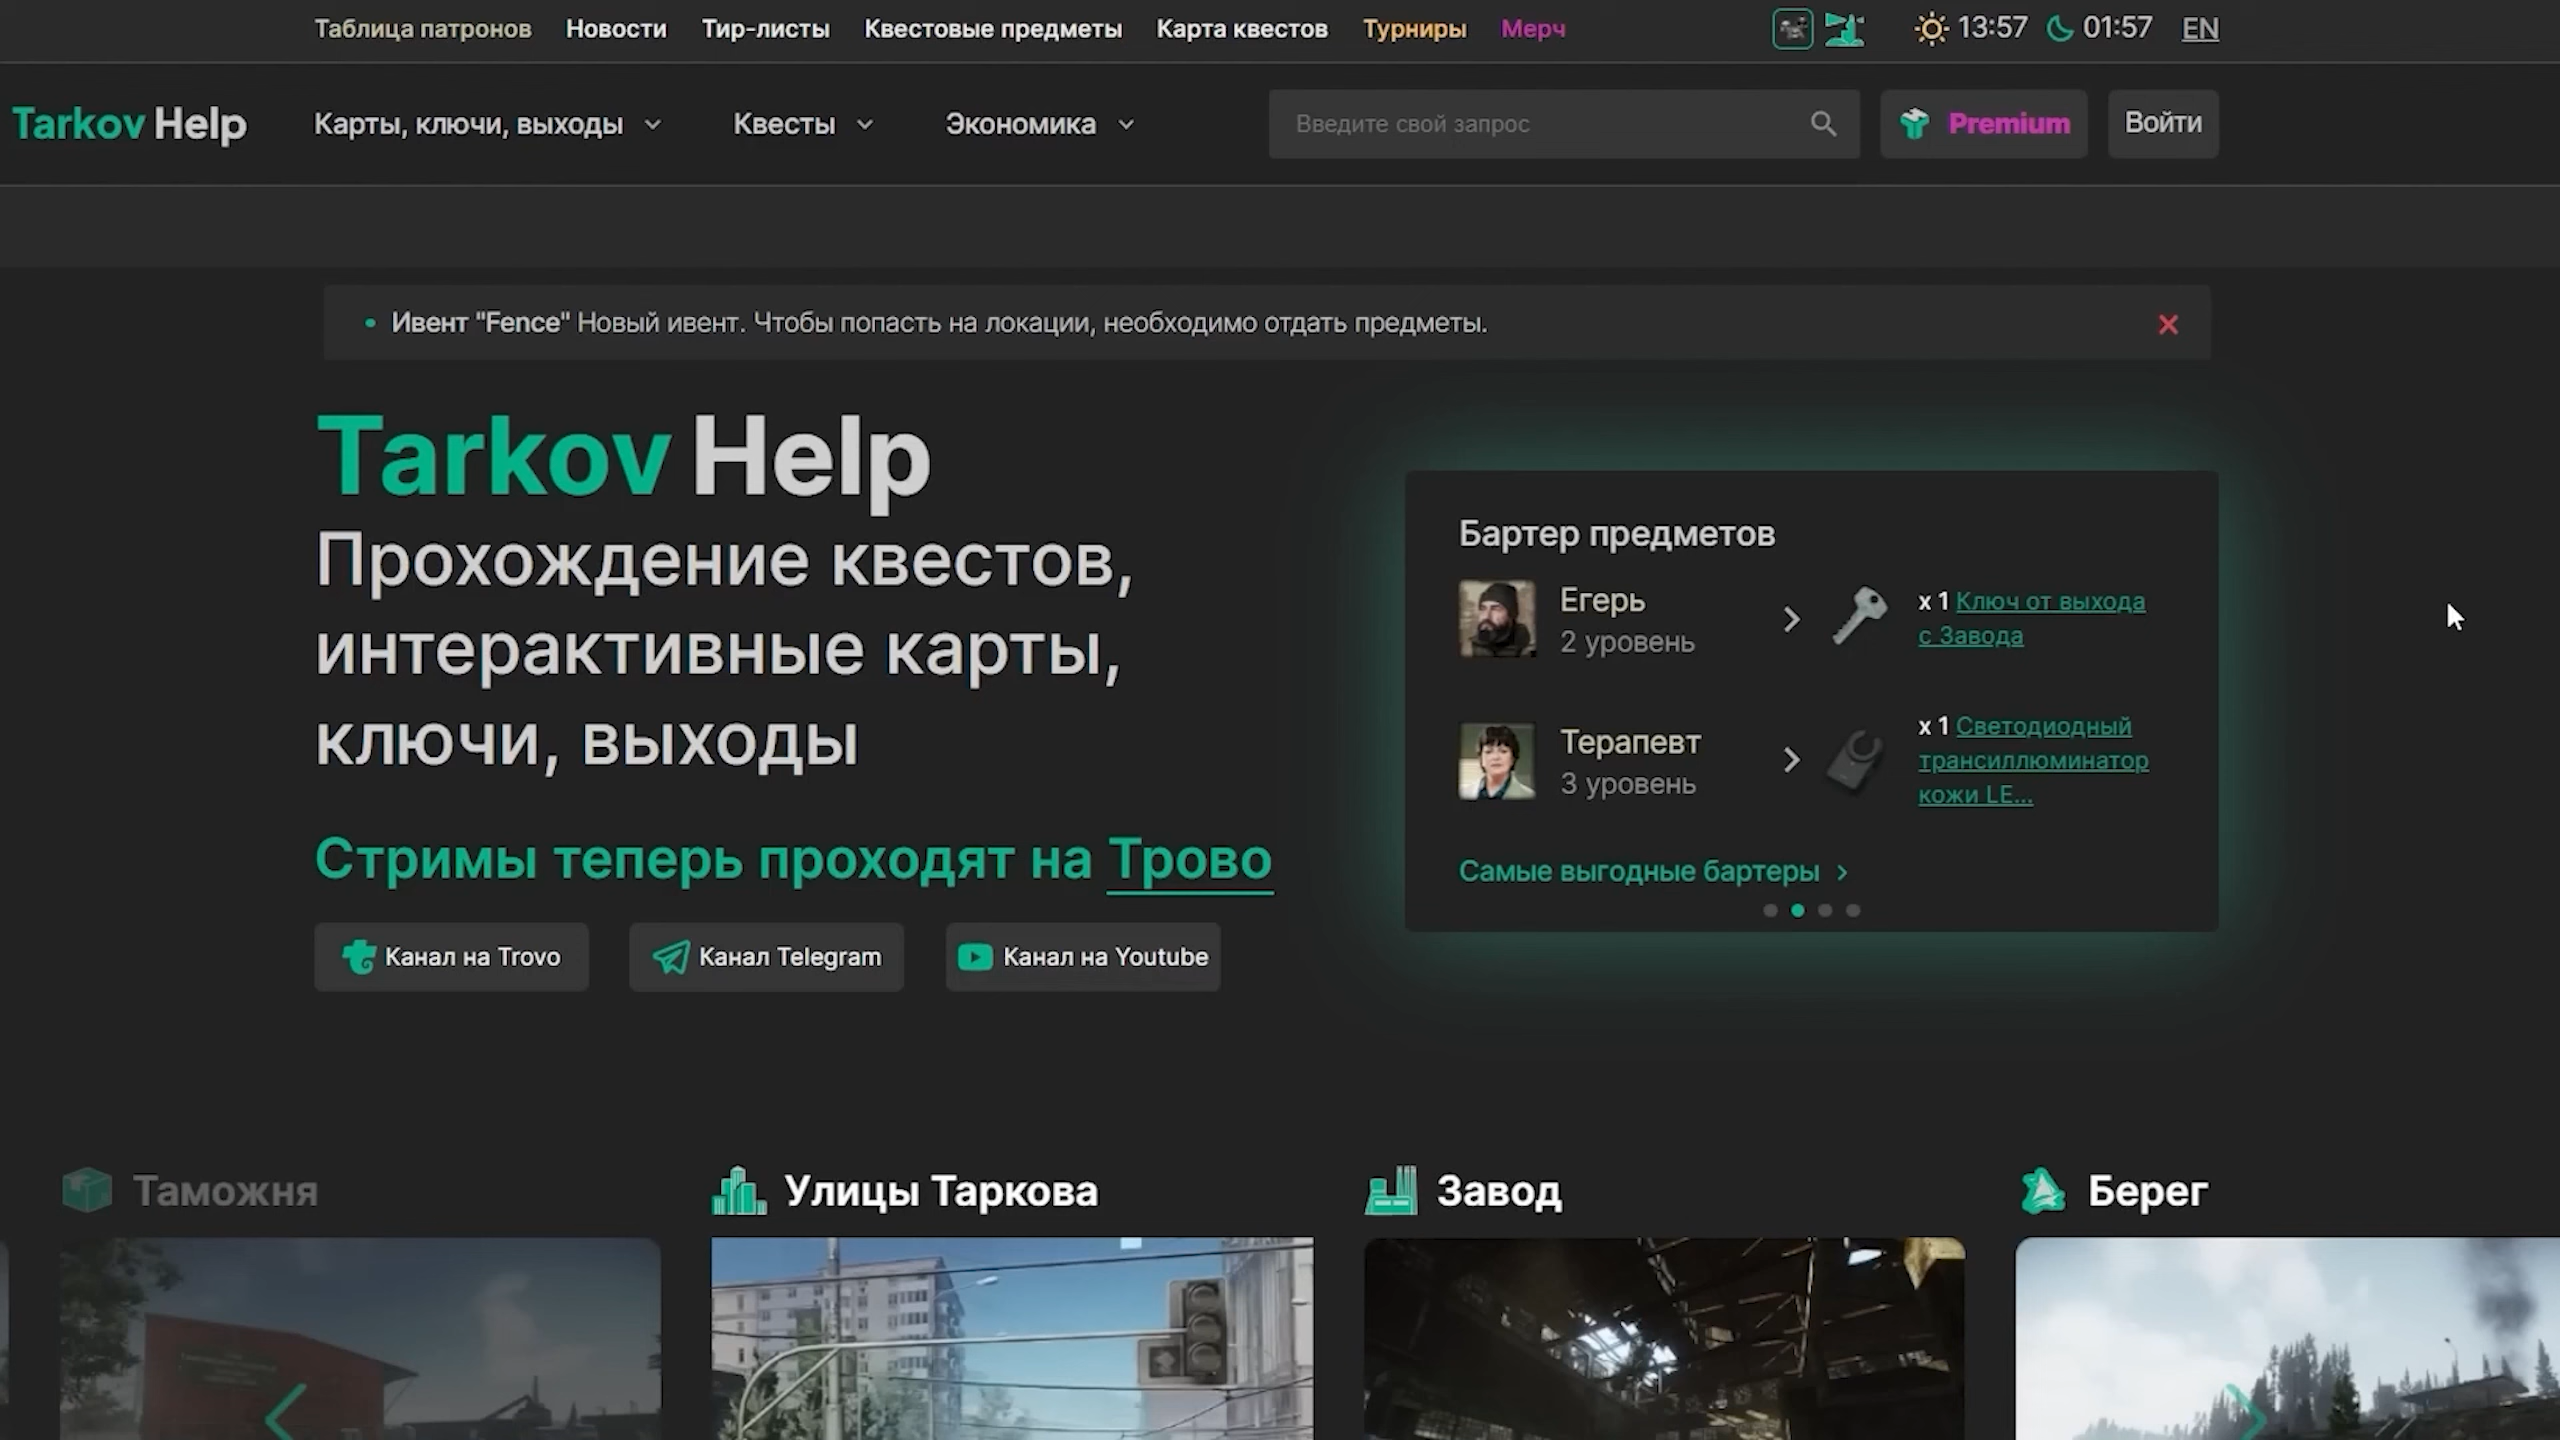 Таблица патронов Новости Тир-листы Квестовые предметы Карта квестов Турниры Мерч 13:57 01:57 EN
Tarkov Help Карты, ключи, выходы Квесты Экономика Введите свой запрос Premium Войти
Ивент "Fence" Новый ивент. Чтобы попасть на локации, необходимо отдать предметы.
Tarkov Help
Прохождение квестов,
интерактивные карты,
ключи, выходы
Стримы теперь проходят на Трово
Канал на Trovo Канал Telegram Канал на Youtube
Бартер предметов
Егерь
2 уровень
x 1 Ключ от выхода
с Завода
Терапевт
3 уровень
x 1 Светодиодный
трансиллюминатор
кожи LE...
Самые выгодные бартеры
Таможня Улицы Таркова Завод Берег